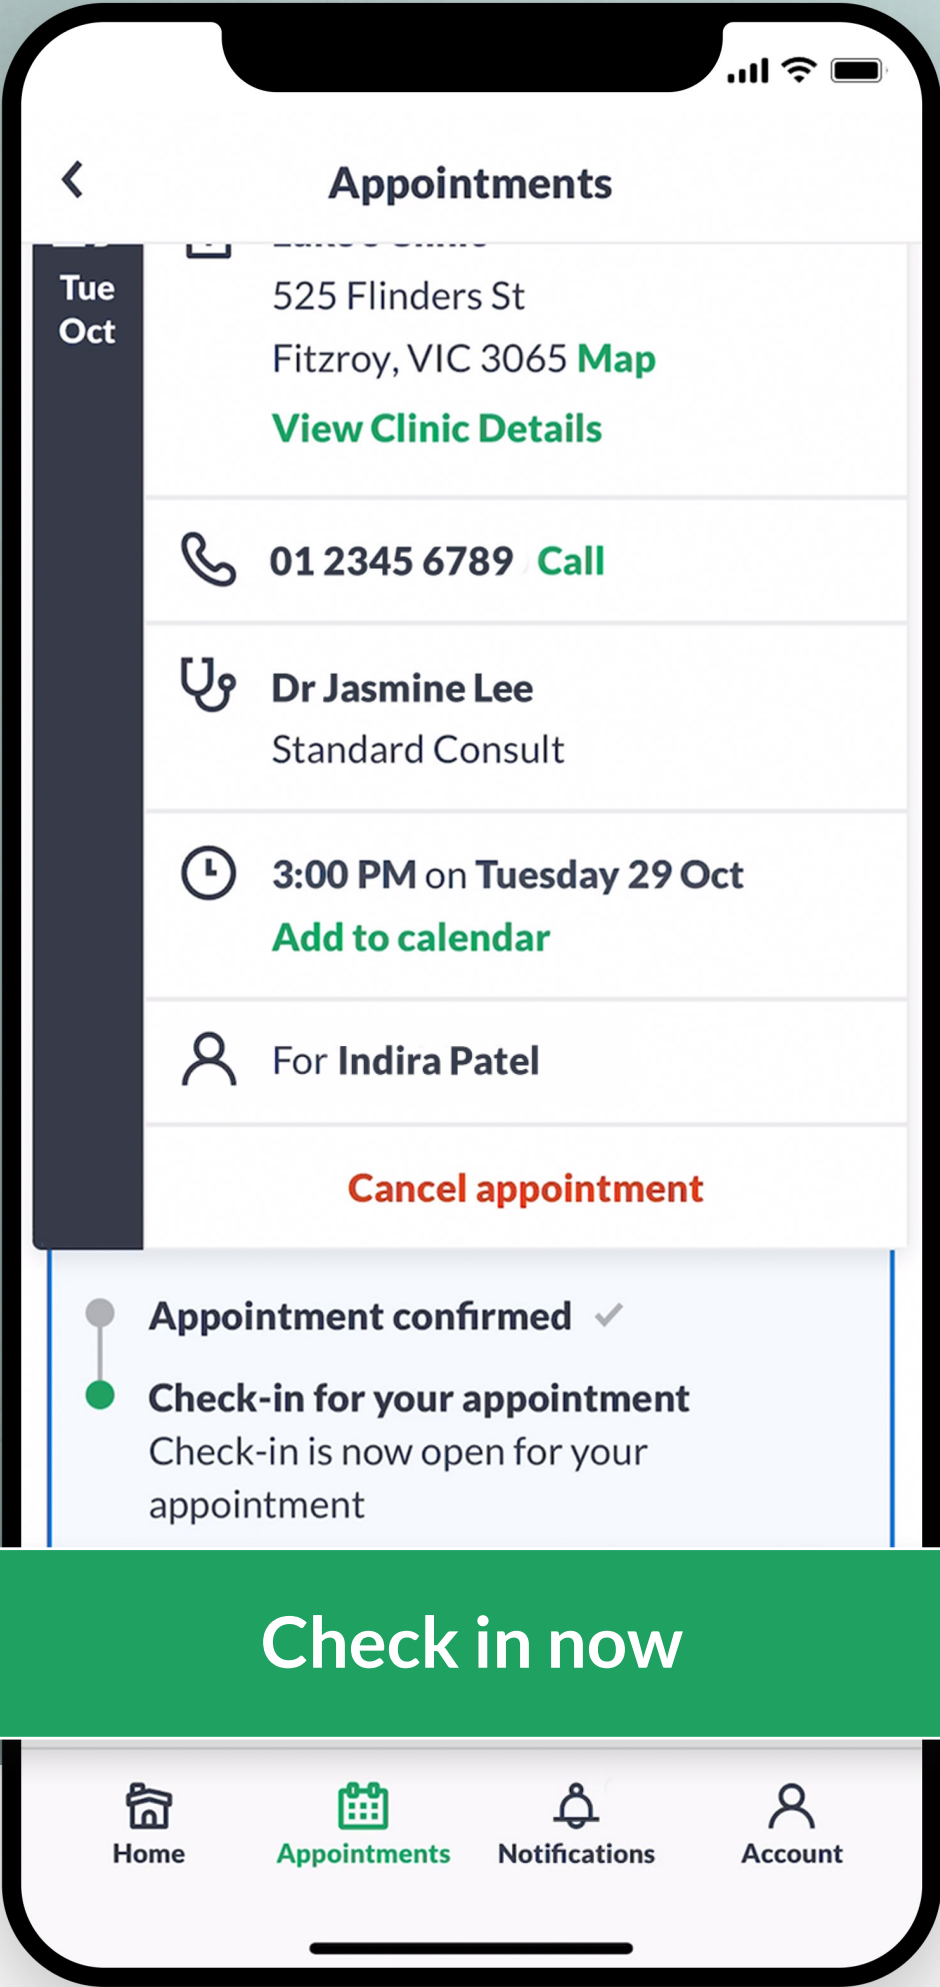 Appointments
Tue
Oct
525 Flinders St
Fitzroy, VIC 3065 Map
View Clinic Details
01 2345 6789 Call
Dr Jasmine Lee
Standard Consult
3:00 PM on Tuesday 29 Oct
Add to calendar
For Indira Patel
Cancel appointment
Appointment confirmed
Check-in for your appointment
Check-in is now open for your
appointment
Check in now
Home
Appointments
Notifications
Account